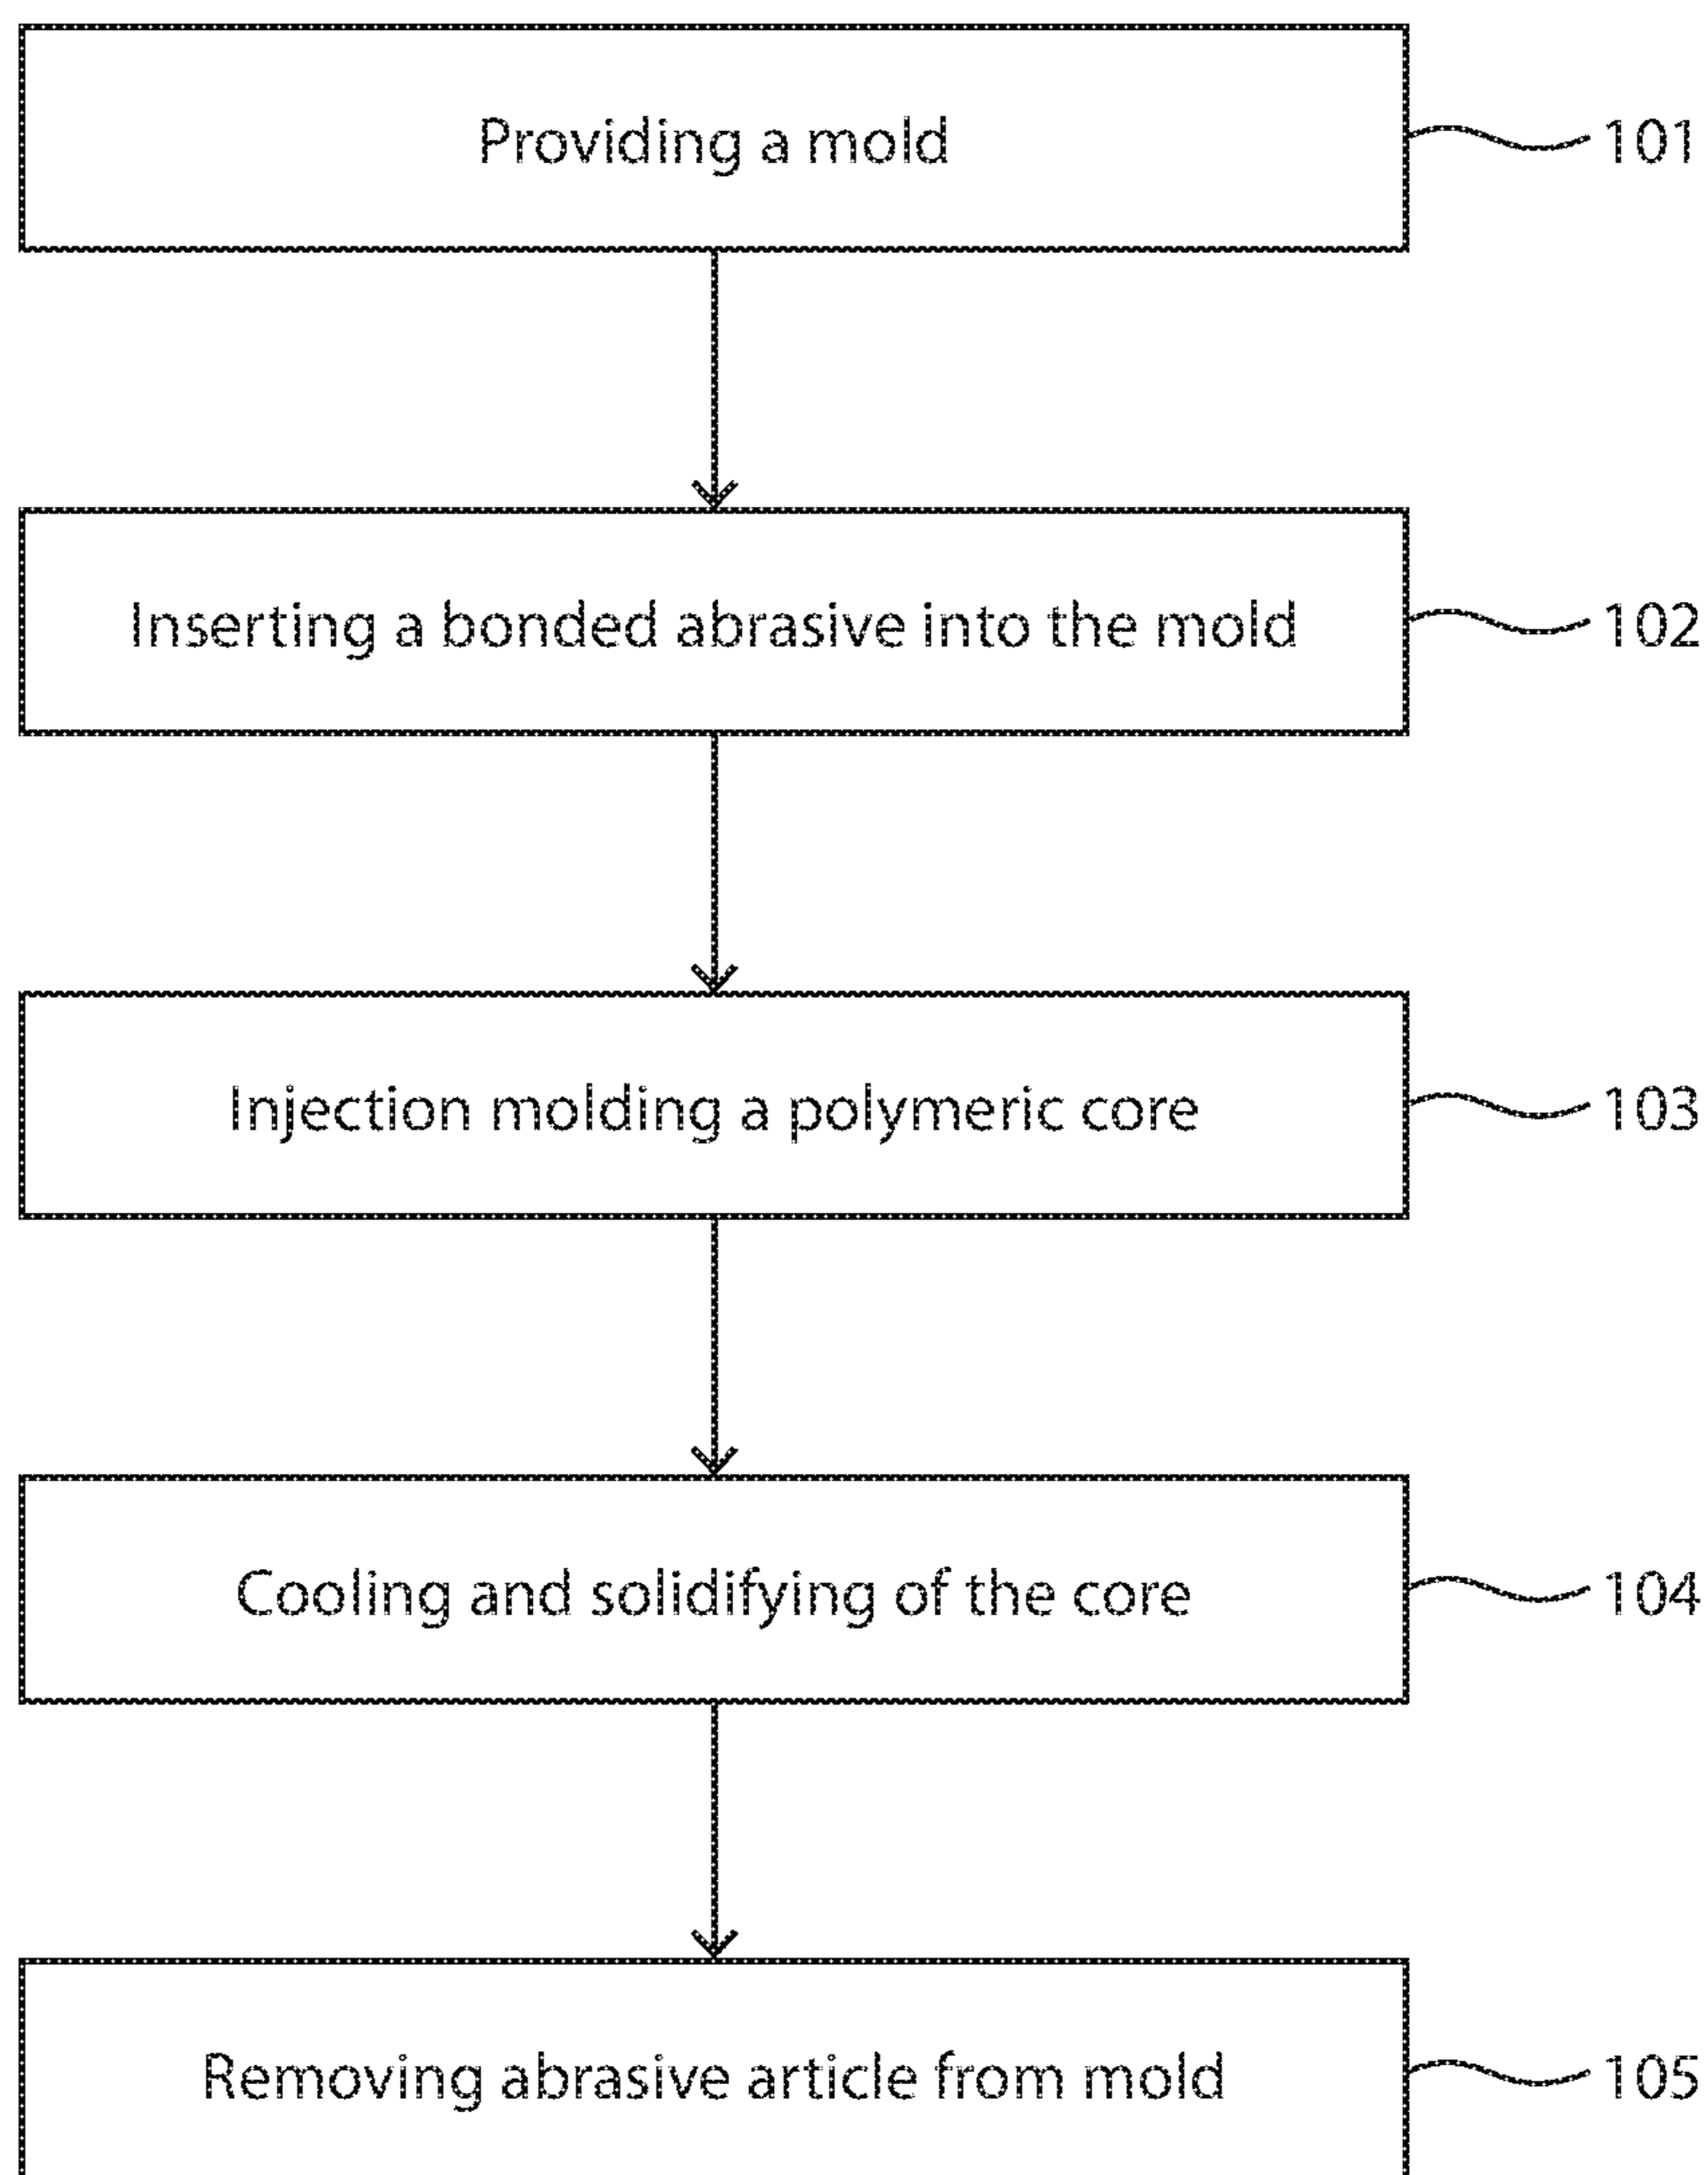 Providing a mold
101
Inserting a bonded abrasive into the mold
102
Injection molding a polymeric core
103
Cooling and solidifying of the core
104
Removing abrasive article from mold
105